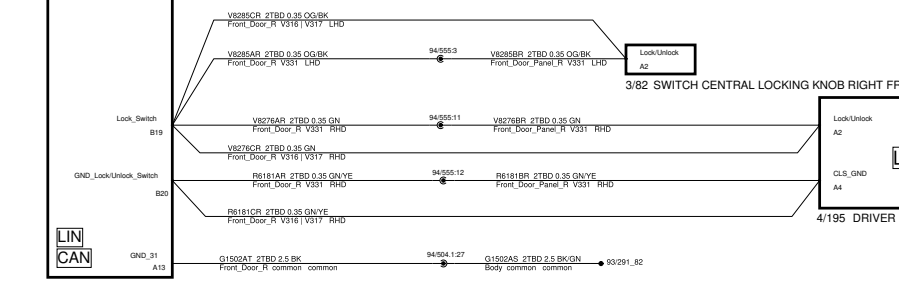 V8285CR 2TBD 0.35 OG/BK
Front_Door_R V316 | V317 LHD
V8285AR 2TBD 0.35 OG/BK
Front_Door_R V331 LHD
94/555:3
V8285BR 2TBD 0.35 OG/BK
Front_Door_Panel_R V331 LHD
Lock/Unlock
A2
3/82 SWITCH CENTRAL LOCKING KNOB RIGHT FR
Lock_Switch
B19
V8276AR 2TBD 0.35 GN
Front_Door_R V331 RHD
94/555:11
V8276BR 2TBD 0.35 GN
Front_Door_Panel_R V331 RHD
Lock/Unlock
A2
V8276CR 2TBD 0.35 GN
Front_Door_R V316 | V317 RHD
GND_Lock/Unlock_Switch
B20
R6181AR 2TBD 0.35 GN/YE
Front_Door_R V331 RHD
94/555:12
R6181BR 2TBD 0.35 GN/YE
Front_Door_Panel_R V331 RHD
CLS_GND
A4
R6181CR 2TBD 0.35 GN/YE
Front_Door_R V316 | V317 RHD
4/195 DRIVER
LIN
CAN
GND_31
A13
G1502AT 2TBD 2.5 BK
Front_Door_R common common
94/504.1:27
G1502AS 2TBD 2.5 BK/GN
Body common common
93/291_82